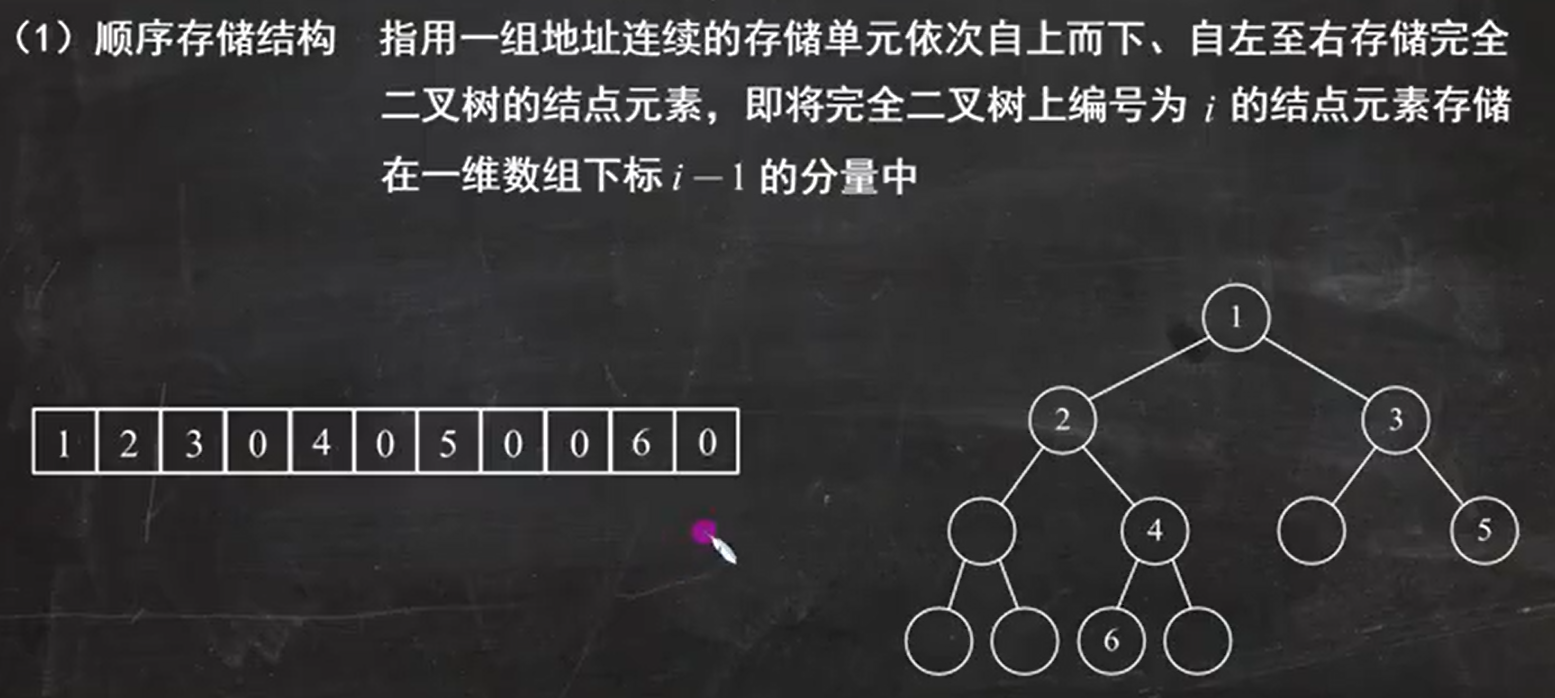 （1）顺序存储结构 指用一组地址连续的存储单元依次自上而下、自左至右存储完全
二叉树的结点元素，即将完全二叉树上编号为 i 的结点元素存储
在一维数组下标 i－1 的分量中
1
2 3
1 2 3 0 4 0 5 0 0 6 0
4 5
6